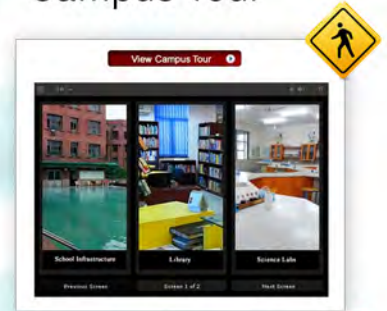 Campus Tour
View Campus Tour
School Infrastructure
Library
Science Labs
Previous Screen
Screen 1 of 2
Next Screen